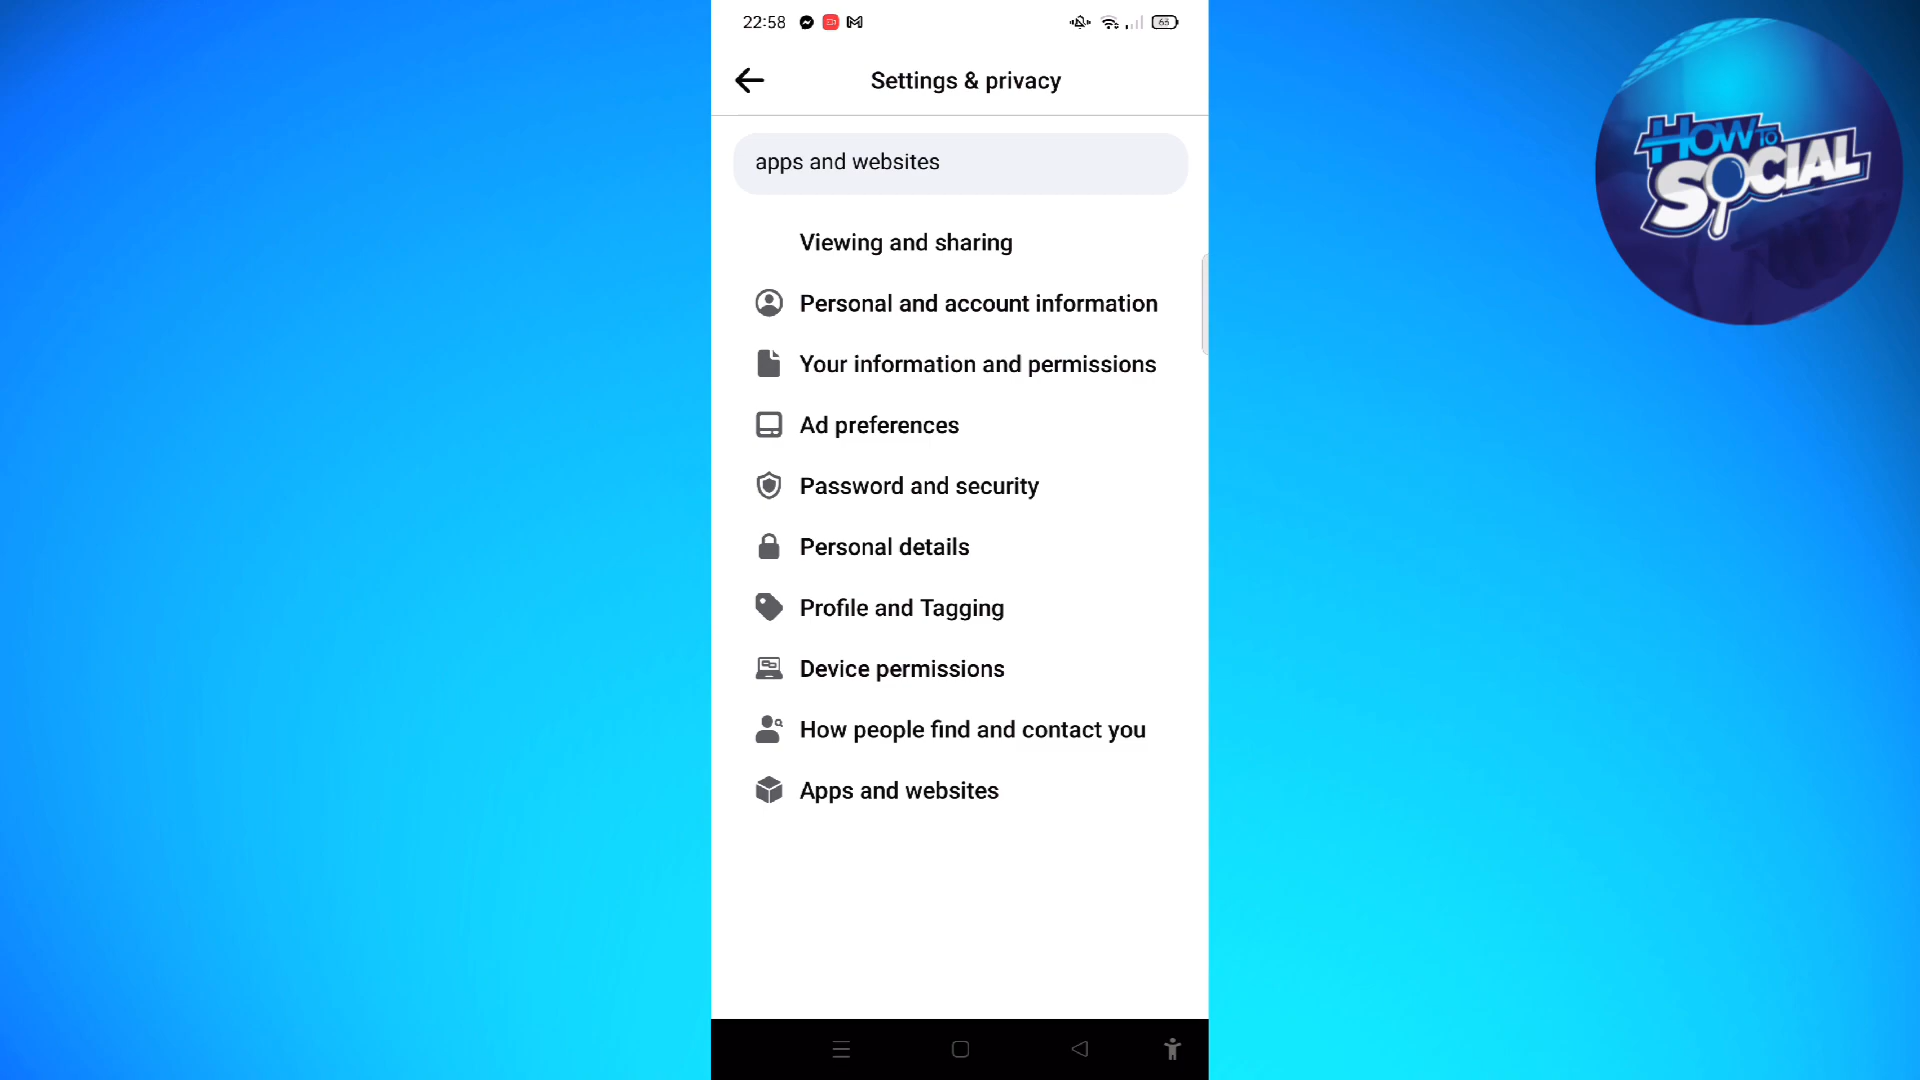 22:58
63
Settings & privacy
apps and websites
Viewing and sharing
Personal and account information
Your information and permissions
Ad preferences
Password and security
Personal details
Profile and Tagging
Device permissions
How people find and contact you
Apps and websites
HOW TO
SOCIAL